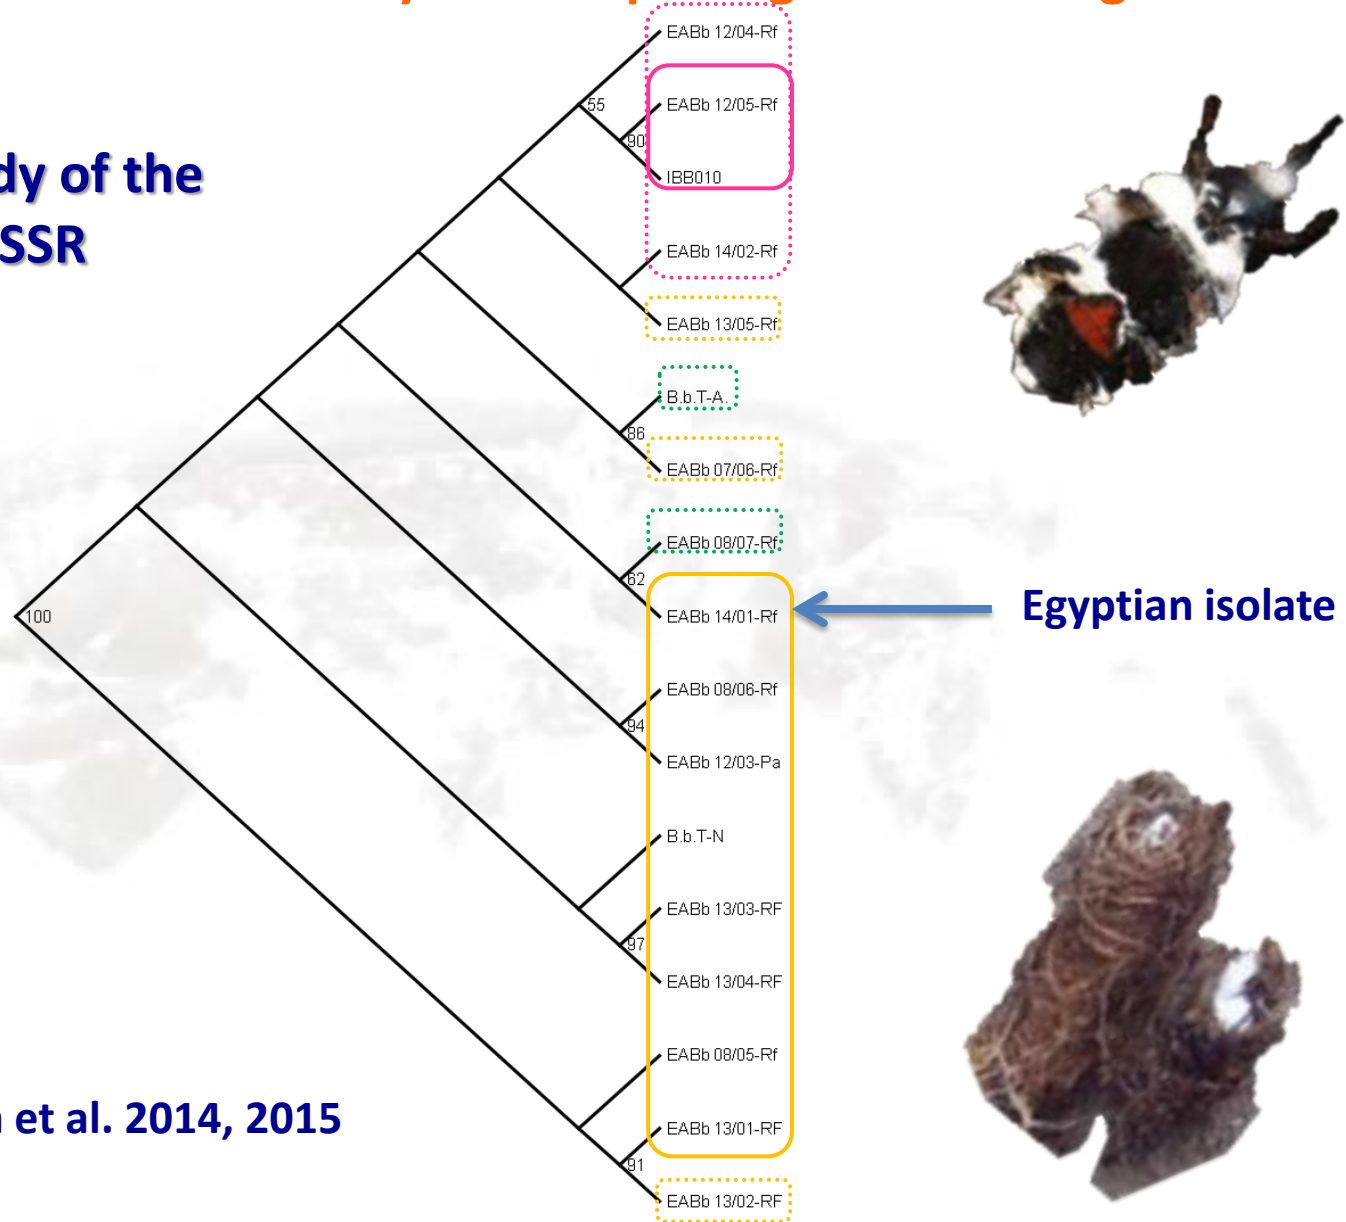 dy of the
SSR
EABb 12/04-Rf
55
EABb 12/05-Rf
90
IBB010
EABb 14/02-Rf
EABb 13/05-Rf
B.b.T-A.
86
EABb 07/06-Rf
EABb 08/07-Rf
62
EABb 14/01-Rf
Egyptian isolate
100
EABb 08/06-Rf
94
EABb 12/03-Pa
B.b.T-N
EABb 13/03-RF
97
EABb 13/04-RF
EABb 08/05-Rf
et al. 2014, 2015
EABb 13/01-RF
91
EABb 13/02-RF